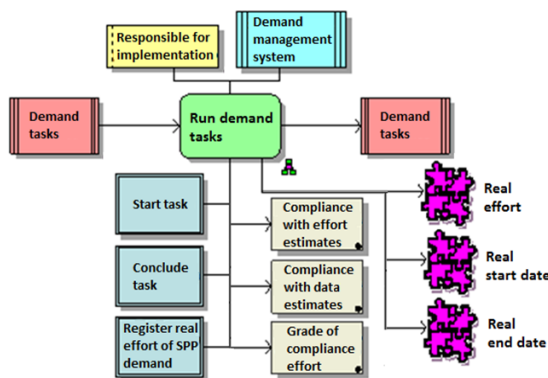 Responsible for
implementation
Demand
management
system
Demand
tasks
Run demand
tasks
Demand
tasks
Start task
Compliance
with effort
estimates
Real
effort
Conclude
task
Compliance
with data
estimates
Real
start date
Register real
effort of SPP
demand
Grade of
compliance
effort
Real
end date